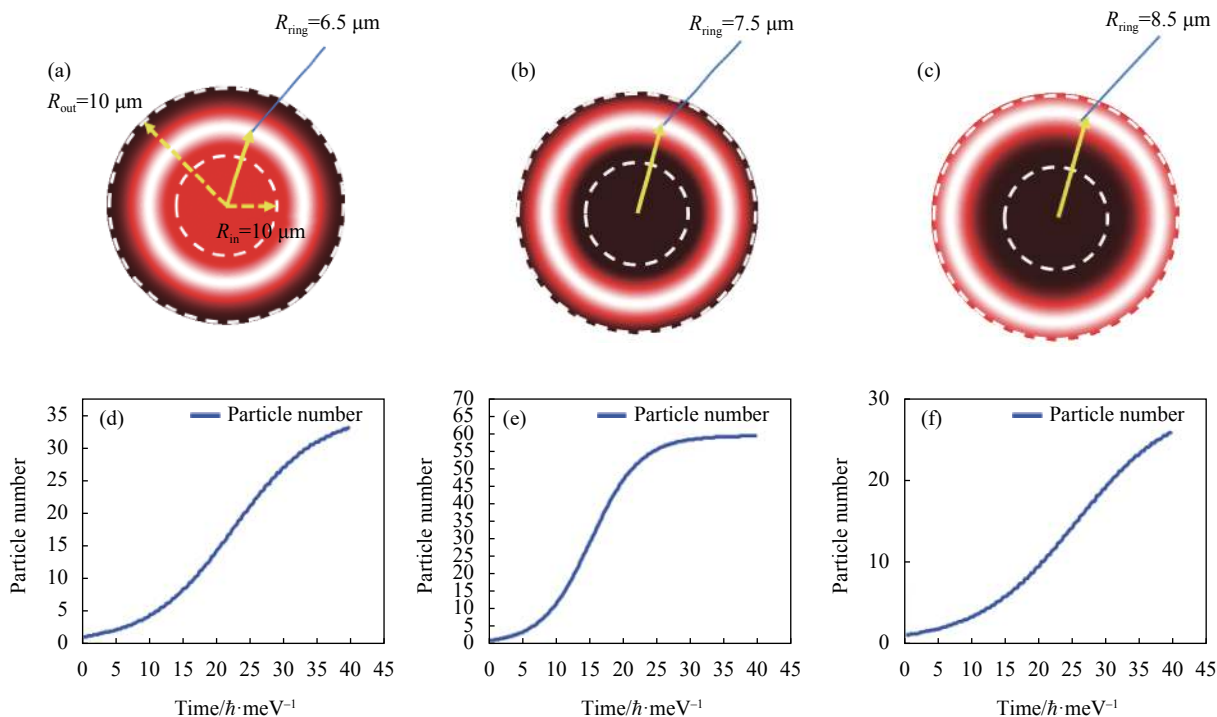 R_ring=6.5 μm
R_ring=7.5 μm
R_ring=8.5 μm
(a)
(b)
(c)
R_out=10 μm
R_in=10 μm
(d)
Particle number
35
30
25
20
15
10
5
0
Particle number
0 5 10 15 20 25 30 35 40 45
Time/ℏ·meV⁻¹
(e)
Particle number
70
65
60
55
50
45
40
35
30
25
20
15
10
5
0
Particle number
0 5 10 15 22 20 25 30 35 40 45
Time/ℏ·meV⁻¹
(f)
Particle number
30
20
10
0
Particle number
0 5 10 15 20 25 30 35 40 45
Time/ℏ·meV⁻¹